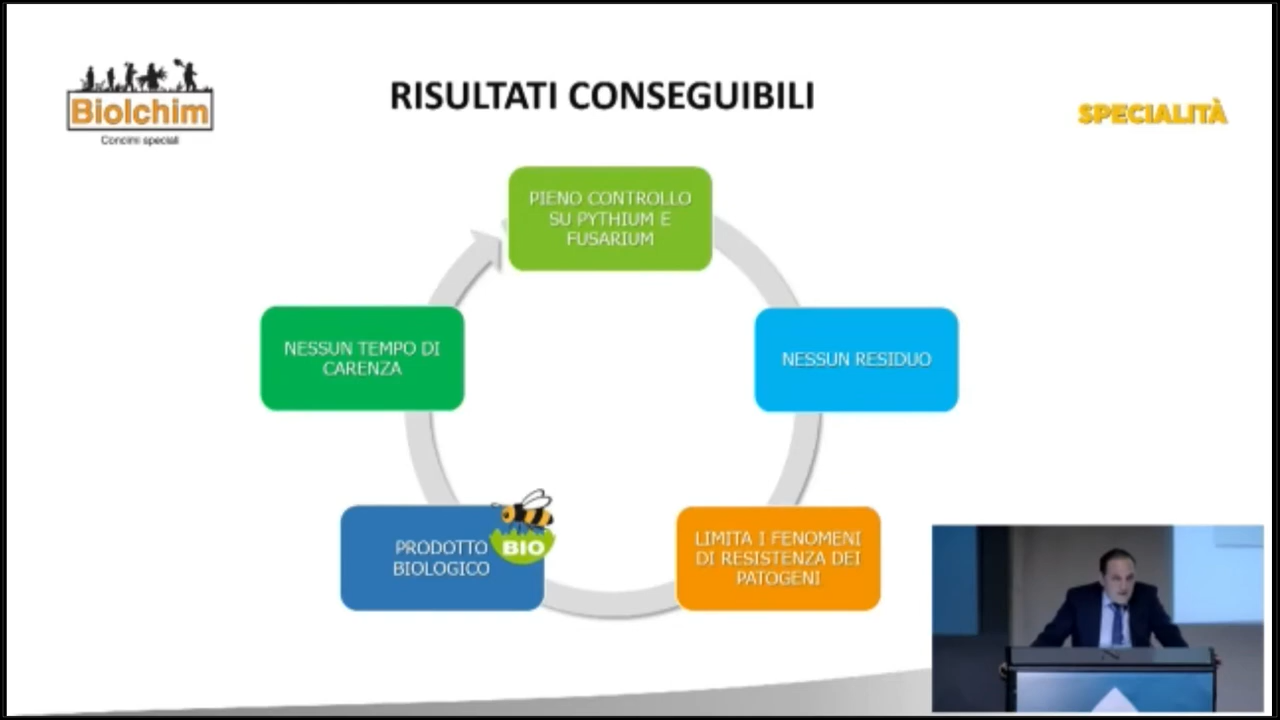 Biolchim
Concimi speciali
RISULTATI CONSEGUIBILI
SPECIALITÀ
PIENO CONTROLLO
SU PYTHIUM E
FUSARIUM
NESSUN RESIDUO
LIMITA I FENOMENI
DI RESISTENZA DEI
PATOGENI
PRODOTTO
BIOLOGICO
BIO
NESSUN TEMPO DI
CARENZA